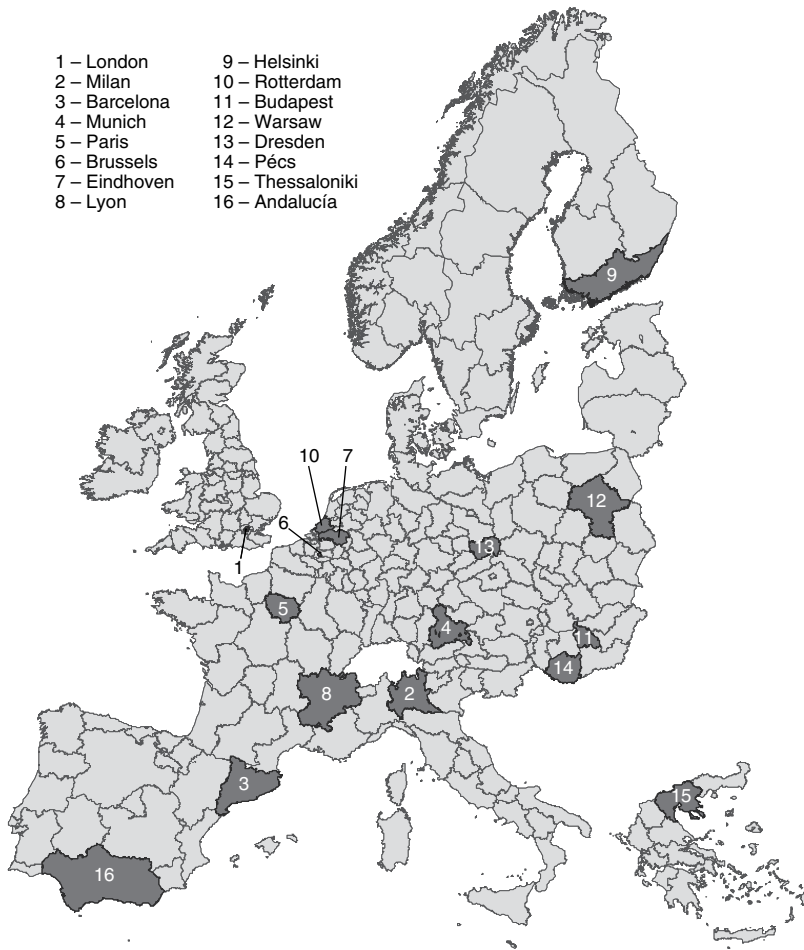 1 – London
2 – Milan
3 – Barcelona
4 – Munich
5 – Paris
6 – Brussels
7 – Eindhoven
8 – Lyon
9 – Helsinki
10 – Rotterdam
11 – Budapest
12 – Warsaw
13 – Dresden
14 – Pécs
15 – Thessaloniki
16 – Andalucía
9
10
7
12
6
13
1
5
4
11
14
8
2
3
15
16